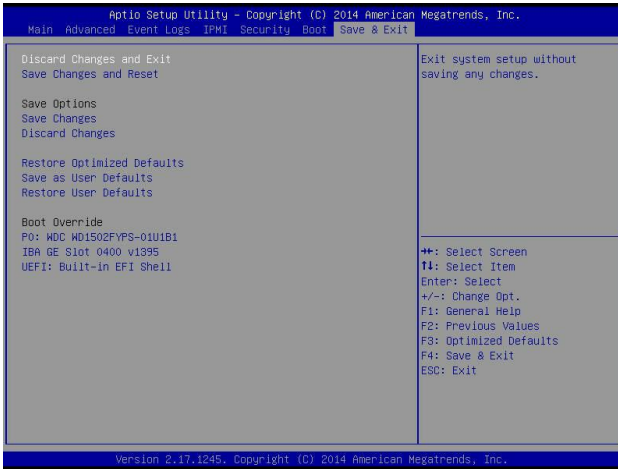 Aptio Setup Utility – Copyright (C) 2014 American Megatrends, Inc.
Main Advanced Event Logs IPMI Security Boot Save & Exit
Discard Changes and Exit
Save Changes and Reset
Save Options
Save Changes
Discard Changes
Restore Optimized Defaults
Save as User Defaults
Restore User Defaults
Boot Override
P0: WDC WD1502FYPS-01U1B1
IBA GE Slot 0400 v1395
UEFI: Built-in EFI Shell
Exit system setup without
saving any changes.
→←: Select Screen
↑↓: Select Item
Enter: Select
+/-: Change Opt.
F1: General Help
F2: Previous Values
F3: Optimized Defaults
F4: Save & Exit
ESC: Exit
Version 2.17.1245. Copyright (C) 2014 American Megatrends, Inc.